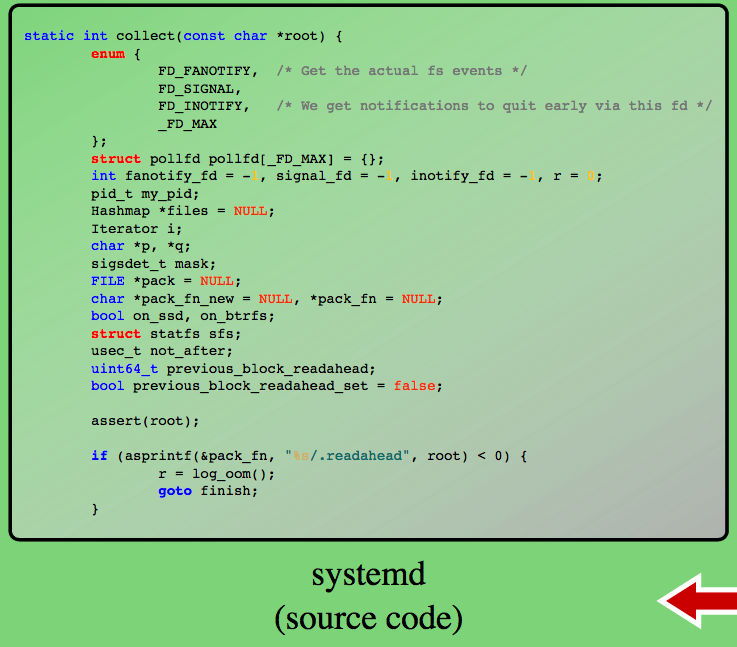 static int collect(const char *root) {
enum {
FD_FANOTIFY, /* Get the actual fs events */
FD_SIGNAL,
FD_INOTIFY, /* We get notifications to quit early via this fd */
_FD_MAX
};
struct pollfd pollfd[_FD_MAX] = {};
int fanotify_fd = -1, signal_fd = -1, inotify_fd = -1, r = 0;
pid_t my_pid;
Hashmap *files = NULL;
Iterator i;
char *p, *q;
sigsdet_t mask;
FILE *pack = NULL;
char *pack_fn_new = NULL, *pack_fn = NULL;
bool on_ssd, on_btrfs;
struct statfs sfs;
usec_t not_after;
uint64_t previous_block_readahead;
bool previous_block_readahead_set = false;
assert(root);
if (asprintf(&pack_fn, "%s/.readahead", root) < 0) {
r = log_oom();
goto finish;
}
systemd
(source code)